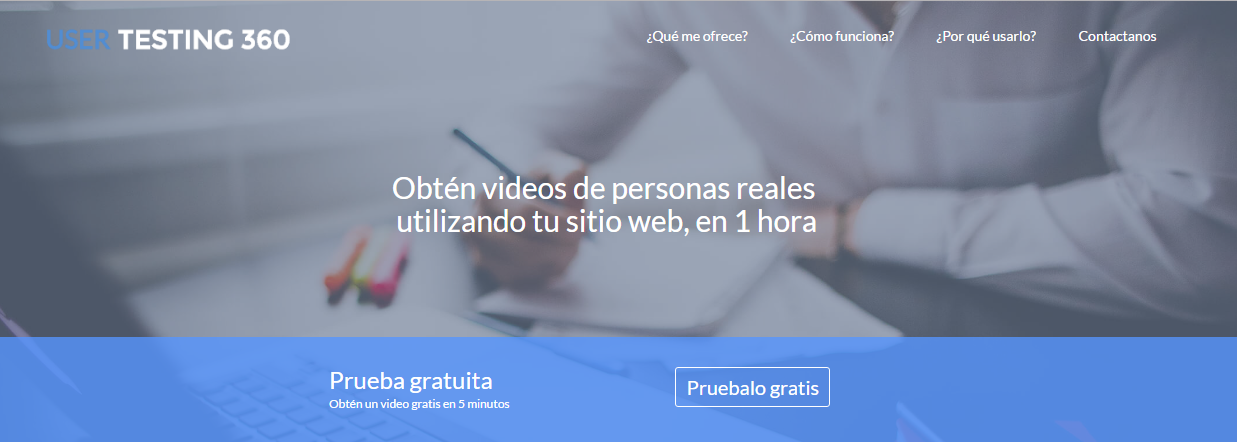 USER TESTING 360
¿Qué me ofrece?
¿Cómo funciona?
¿Por qué usarlo?
Contactanos
Obtén videos de personas reales
utilizando tu sitio web, en 1 hora
Prueba gratuita
Obtén un video gratis en 5 minutos
Pruebalo gratis